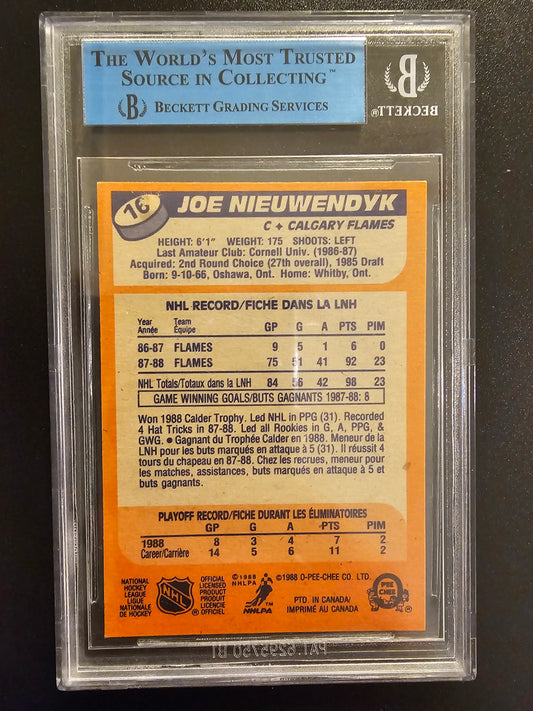 THE WORLD'S MOST TRUSTED
SOURCE IN COLLECTING™
B BECKETT GRADING SERVICES
B
BECKETT®
16 JOE NIEUWENDYK
C ✦ CALGARY FLAMES
HEIGHT: 6'1" WEIGHT: 175 SHOOTS: LEFT
Last Amateur Club: Cornell Univ. (1986-87)
Acquired: 2nd Round Choice (27th overall), 1985 Draft
Born: 9-10-66, Oshawa, Ont. Home: Whitby, Ont.
NHL RECORD/FICHE DANS LA LNH
Year Team
Année Équipe GP G A PTS PIM
86-87 FLAMES 9 5 1 6 0
87-88 FLAMES 75 51 41 92 23
NHL Totals/Totaux dans la LNH 84 56 42 98 23
GAME WINNING GOALS/BUTS GAGNANTS 1987-88: 8
Won 1988 Calder Trophy. Led NHL in PPG (31). Recorded
4 Hat Tricks in 87-88. Led all Rookies in G, A, PPG, &
GWG. ● Gagnant du Trophée Calder en 1988. Meneur de la
LNH pour les buts marqués en attaque à 5 (31). Il réussit 4
tours du chapeau en 87-88. Chez les recrues, meneur pour
les matches, assistances, buts marqués en attaque à 5 et
buts gagnants.
PLAYOFF RECORD/FICHE DURANT LES ÉLIMINATOIRES
GP G A PTS PIM
1988 8 3 4 7 2
Career/Carrière 14 5 6 11 2
NATIONAL
HOCKEY
LEAGUE
LIGUE
NATIONALE
DE HOCKEY
NHL
OFFICIAL
LICENSED
PRODUCT
PRODUIT
LICENCIE
OFFICIEL
©1988
NHLPA
NHLPA
©1988 O-PEE-CHEE CO. LTD.
PTD. IN CANADA/
IMPRIMÉ AU CANADA
O PEE CHEE
PAT. 6295750 B1